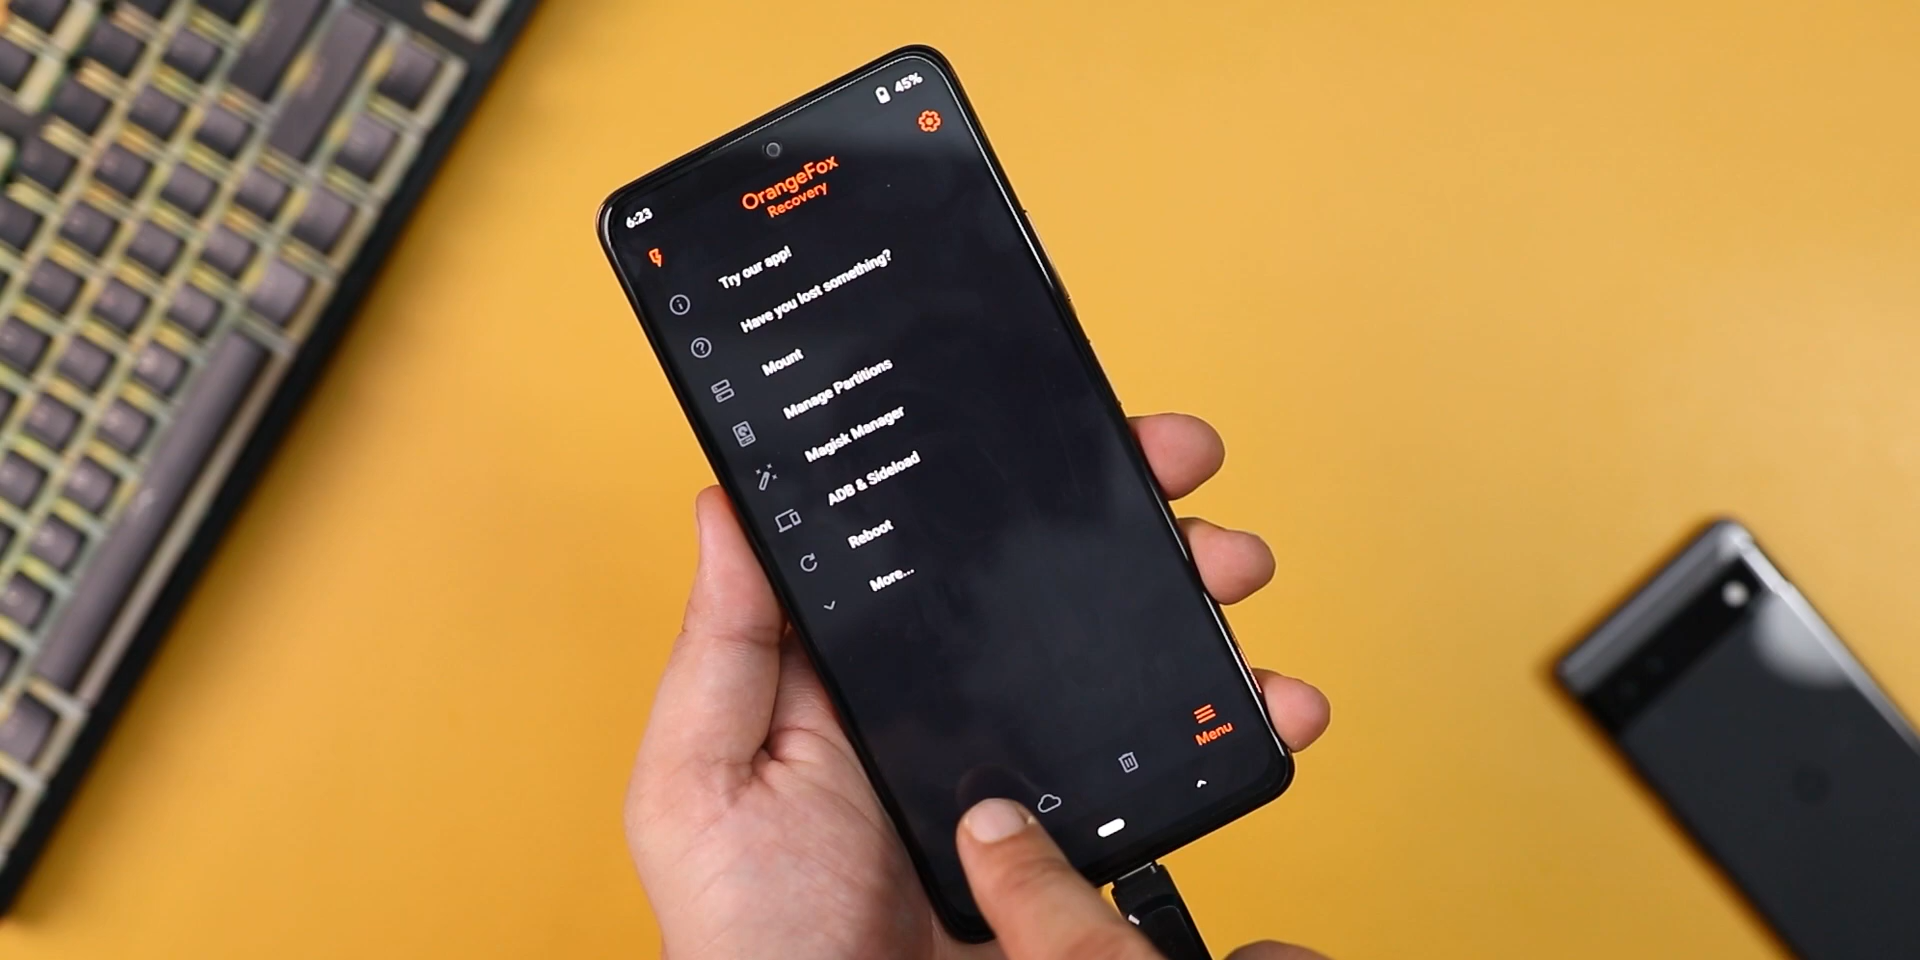 45%
6:23
OrangeFox
Recovery
Try our app!
Have you lost something?
Mount
Manage Partitions
Magisk Manager
ADB & Sideload
Reboot
More...
Menu